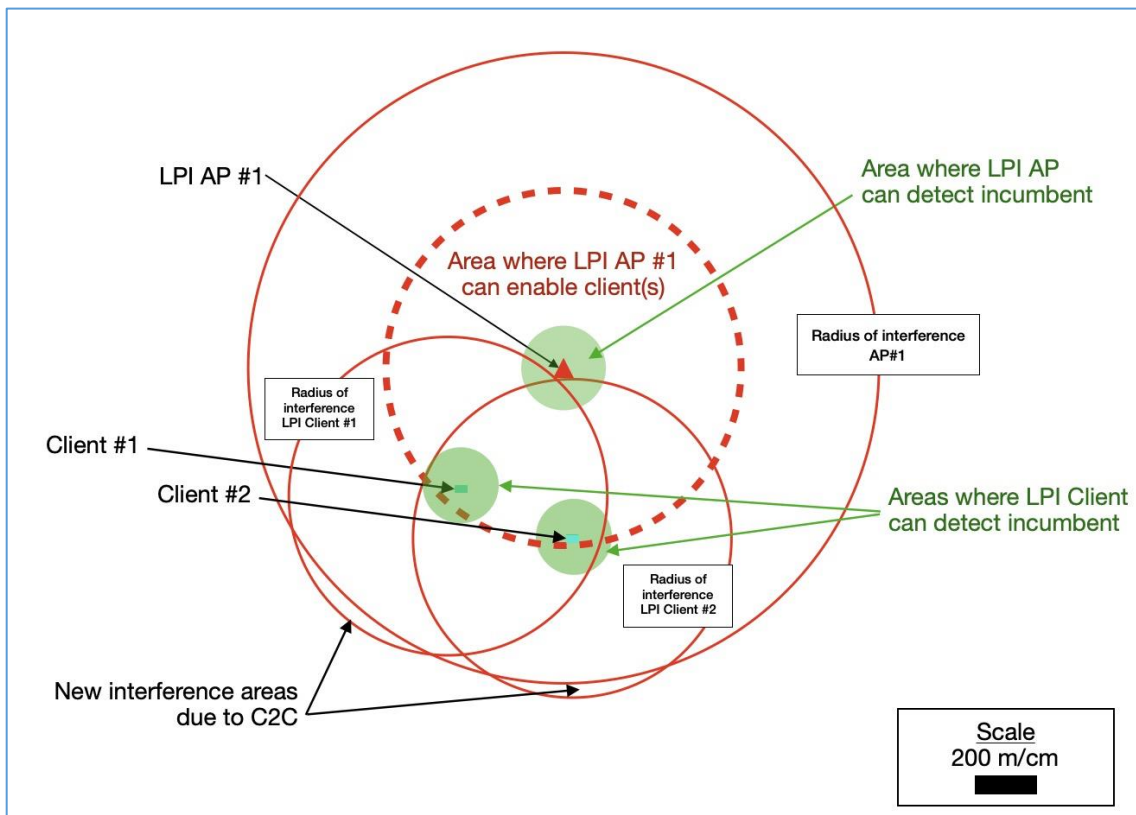 LPI AP #1
Area where LPI AP
can detect incumbent
Area where LPI AP #1
can enable client(s)
Radius of interference
AP#1
Radius of
interference
LPI Client #1
Client #1
Client #2
Areas where LPI Client
can detect incumbent
Radius of
interference
LPI Client #2
New interference areas
due to C2C
Scale
200 m/cm